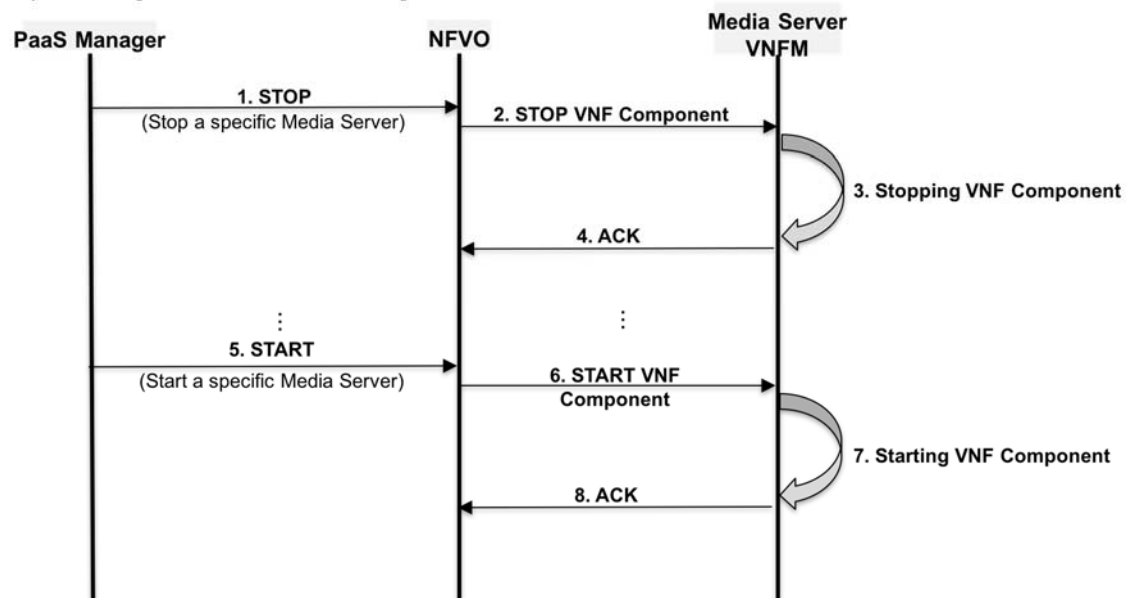 PaaS Manager
NFVO
Media Server
VNFM
1. STOP
(Stop a specific Media Server)
2. STOP VNF Component
3. Stopping VNF Component
4. ACK
⋮
⋮
5. START
(Start a specific Media Server)
6. START VNF
Component
7. Starting VNF Component
8. ACK